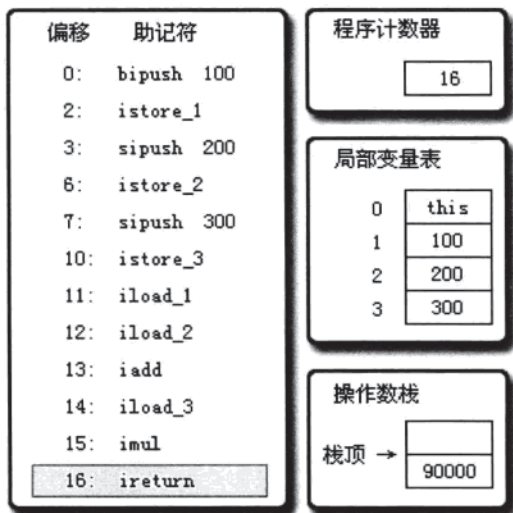 偏移 助记符
0: bipush 100
2: istore_1
3: sipush 200
6: istore_2
7: sipush 300
10: istore_3
11: iload_1
12: iload_2
13: iadd
14: iload_3
15: imul
16: ireturn
程序计数器
16
局部变量表
0 this
1 100
2 200
3 300
操作数栈
栈顶 →
90000